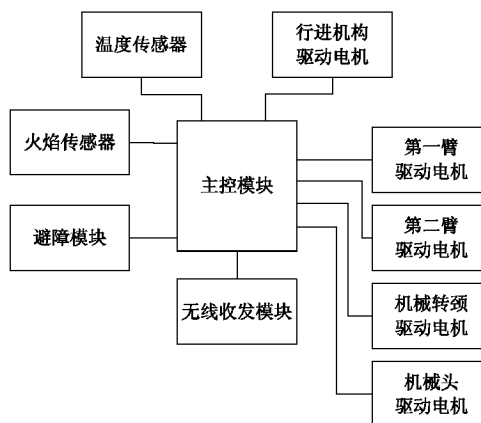 温度传感器
行进机构
驱动电机
火焰传感器
主控模块
第一臂
驱动电机
避障模块
第二臂
驱动电机
无线收发模块
机械转颈
驱动电机
机械头
驱动电机